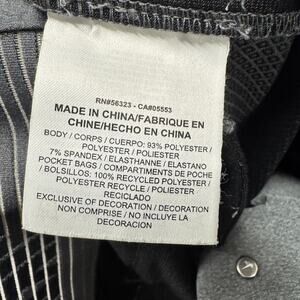 RN#56323 - CA#05553
MADE IN CHINA/FABRIQUE EN
CHINE/HECHO EN CHINA
BODY / CORPS / CUERPO: 93% POLYESTER /
POLYESTER / POLIESTER
7% SPANDEX / ELASTHANNE / ELASTANO
POCKET BAGS / COMPARTIMENTS DE POCHE
/ BOLSILLOS: 100% RECYCLED POLYESTER /
POLYESTER RECYCLE / POLIESTER
RECICLADO
EXCLUSIVE OF DECORATION / DECORATION
NON COMPRISE / NO INCLUYE LA
DECORACION